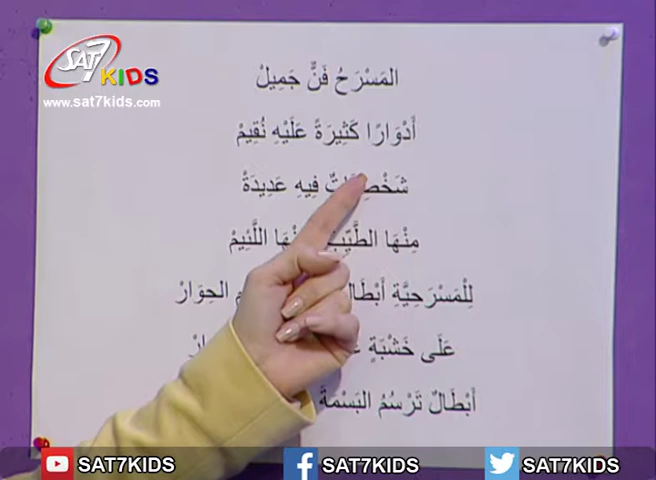 SAT7 KIDS
www.sat7kids.com
المَسْرَحُ فَنٌّ جَمِيلْ
أَدْوَارًا كَثِيرَةً عَلَيْهِ نُقِيمْ
فِيهِ عَدِيدَةْ
مِنْهَا الطَّيِّبْ اللَّئِيمْ
لِلْمَسْرَحِيَّةِ الحِوَارْ
عَلَى خَشْبَةٍ
أَبْطَالٌ تَرْسُمُ البَسْمَةَ
SAT7KIDS SAT7KIDS SAT7KIDS